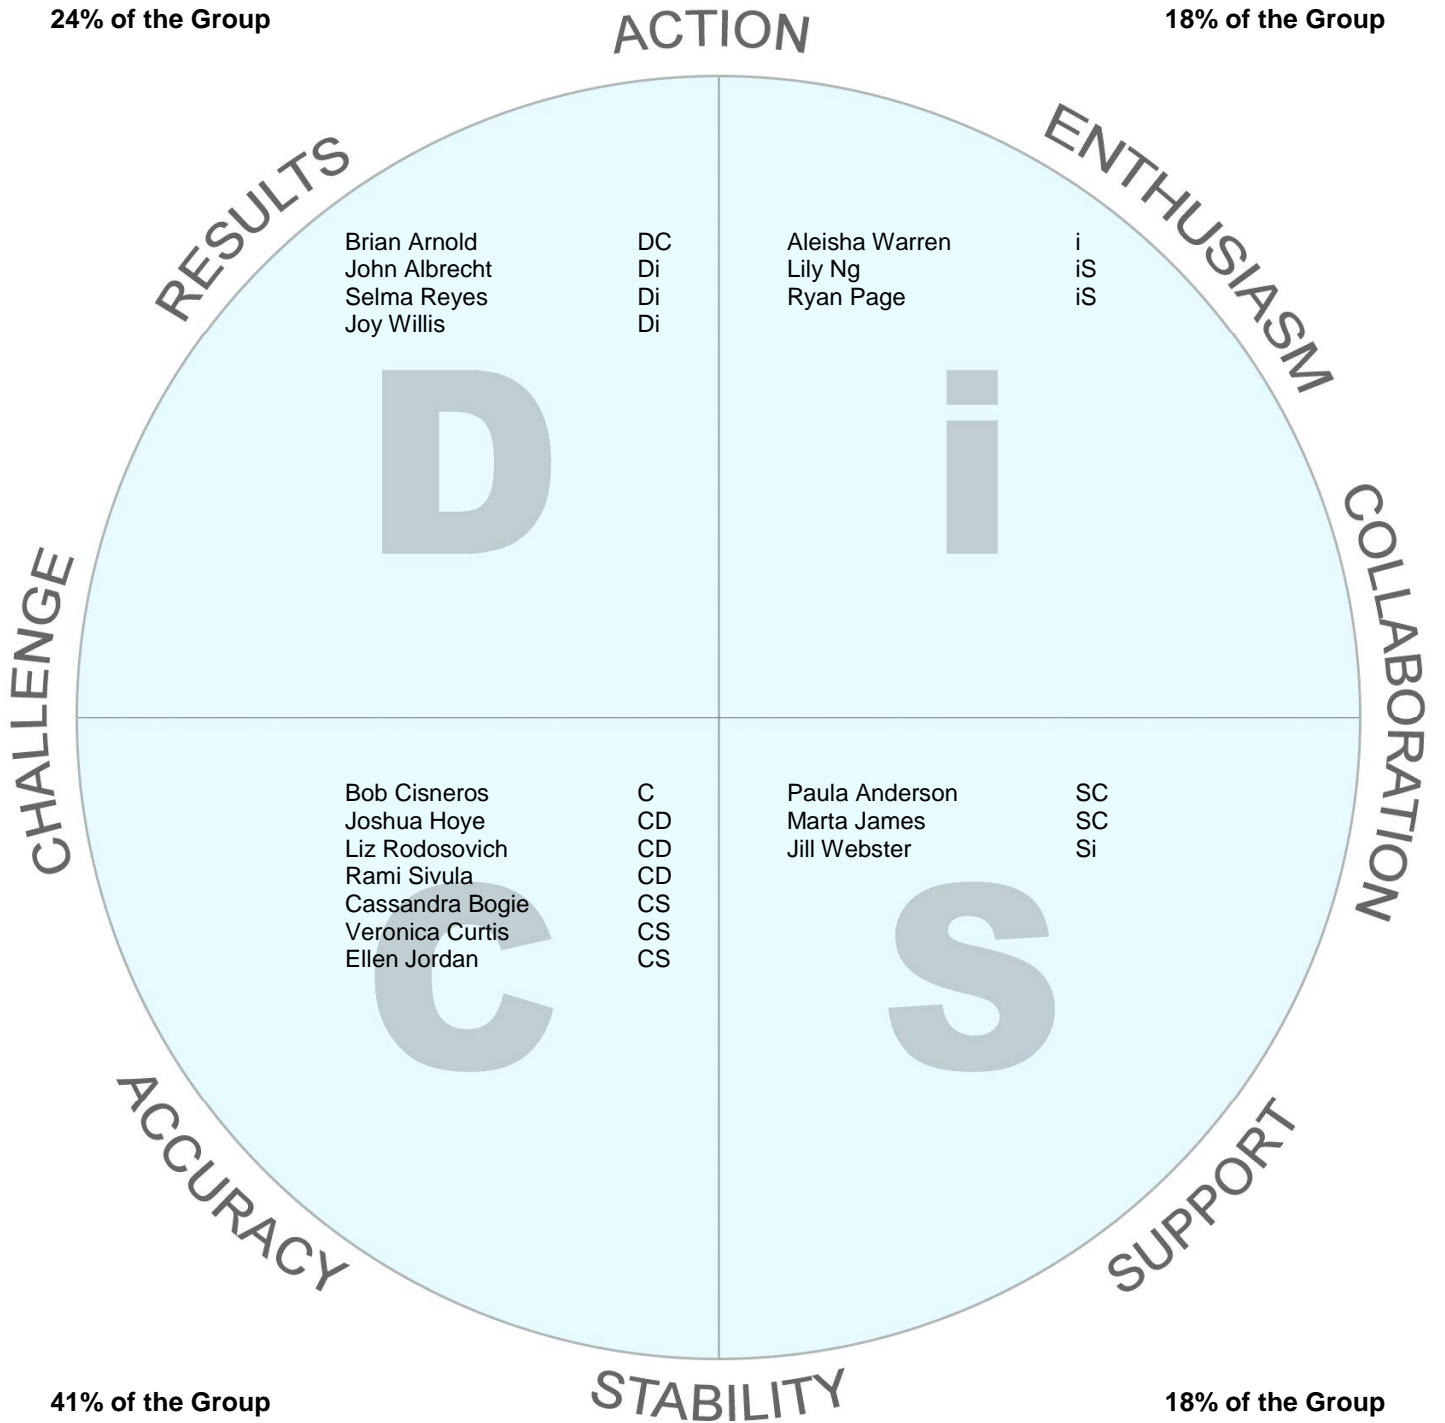 24% of the Group
18% of the Group
ACTION
RESULTS
ENTHUSIASM
Brian Arnold DC
John Albrecht Di
Selma Reyes Di
Joy Willis Di
Aleisha Warren i
Lily Ng iS
Ryan Page iS
D
i
CHALLENGE
COLLABORATION
Bob Cisneros C
Joshua Hoye CD
Liz Rodosovich CD
Rami Sivula CD
Cassandra Bogie CS
Veronica Curtis CS
Ellen Jordan CS
Paula Anderson SC
Marta James SC
Jill Webster Si
C
S
ACCURACY
SUPPORT
STABILITY
41% of the Group
18% of the Group